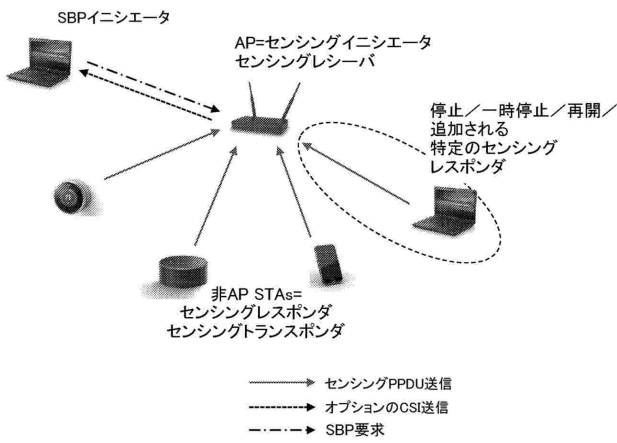 SBPイニシエータ
AP=センシングイニシエータ
センシングレシーバ
停止／一時停止／再開／
追加される
特定のセンシング
レスポンダ
非AP STAs=
センシングレスポンダ
センシングトランスポンダ
センシングPPDU送信
オプションのCSI送信
SBP要求